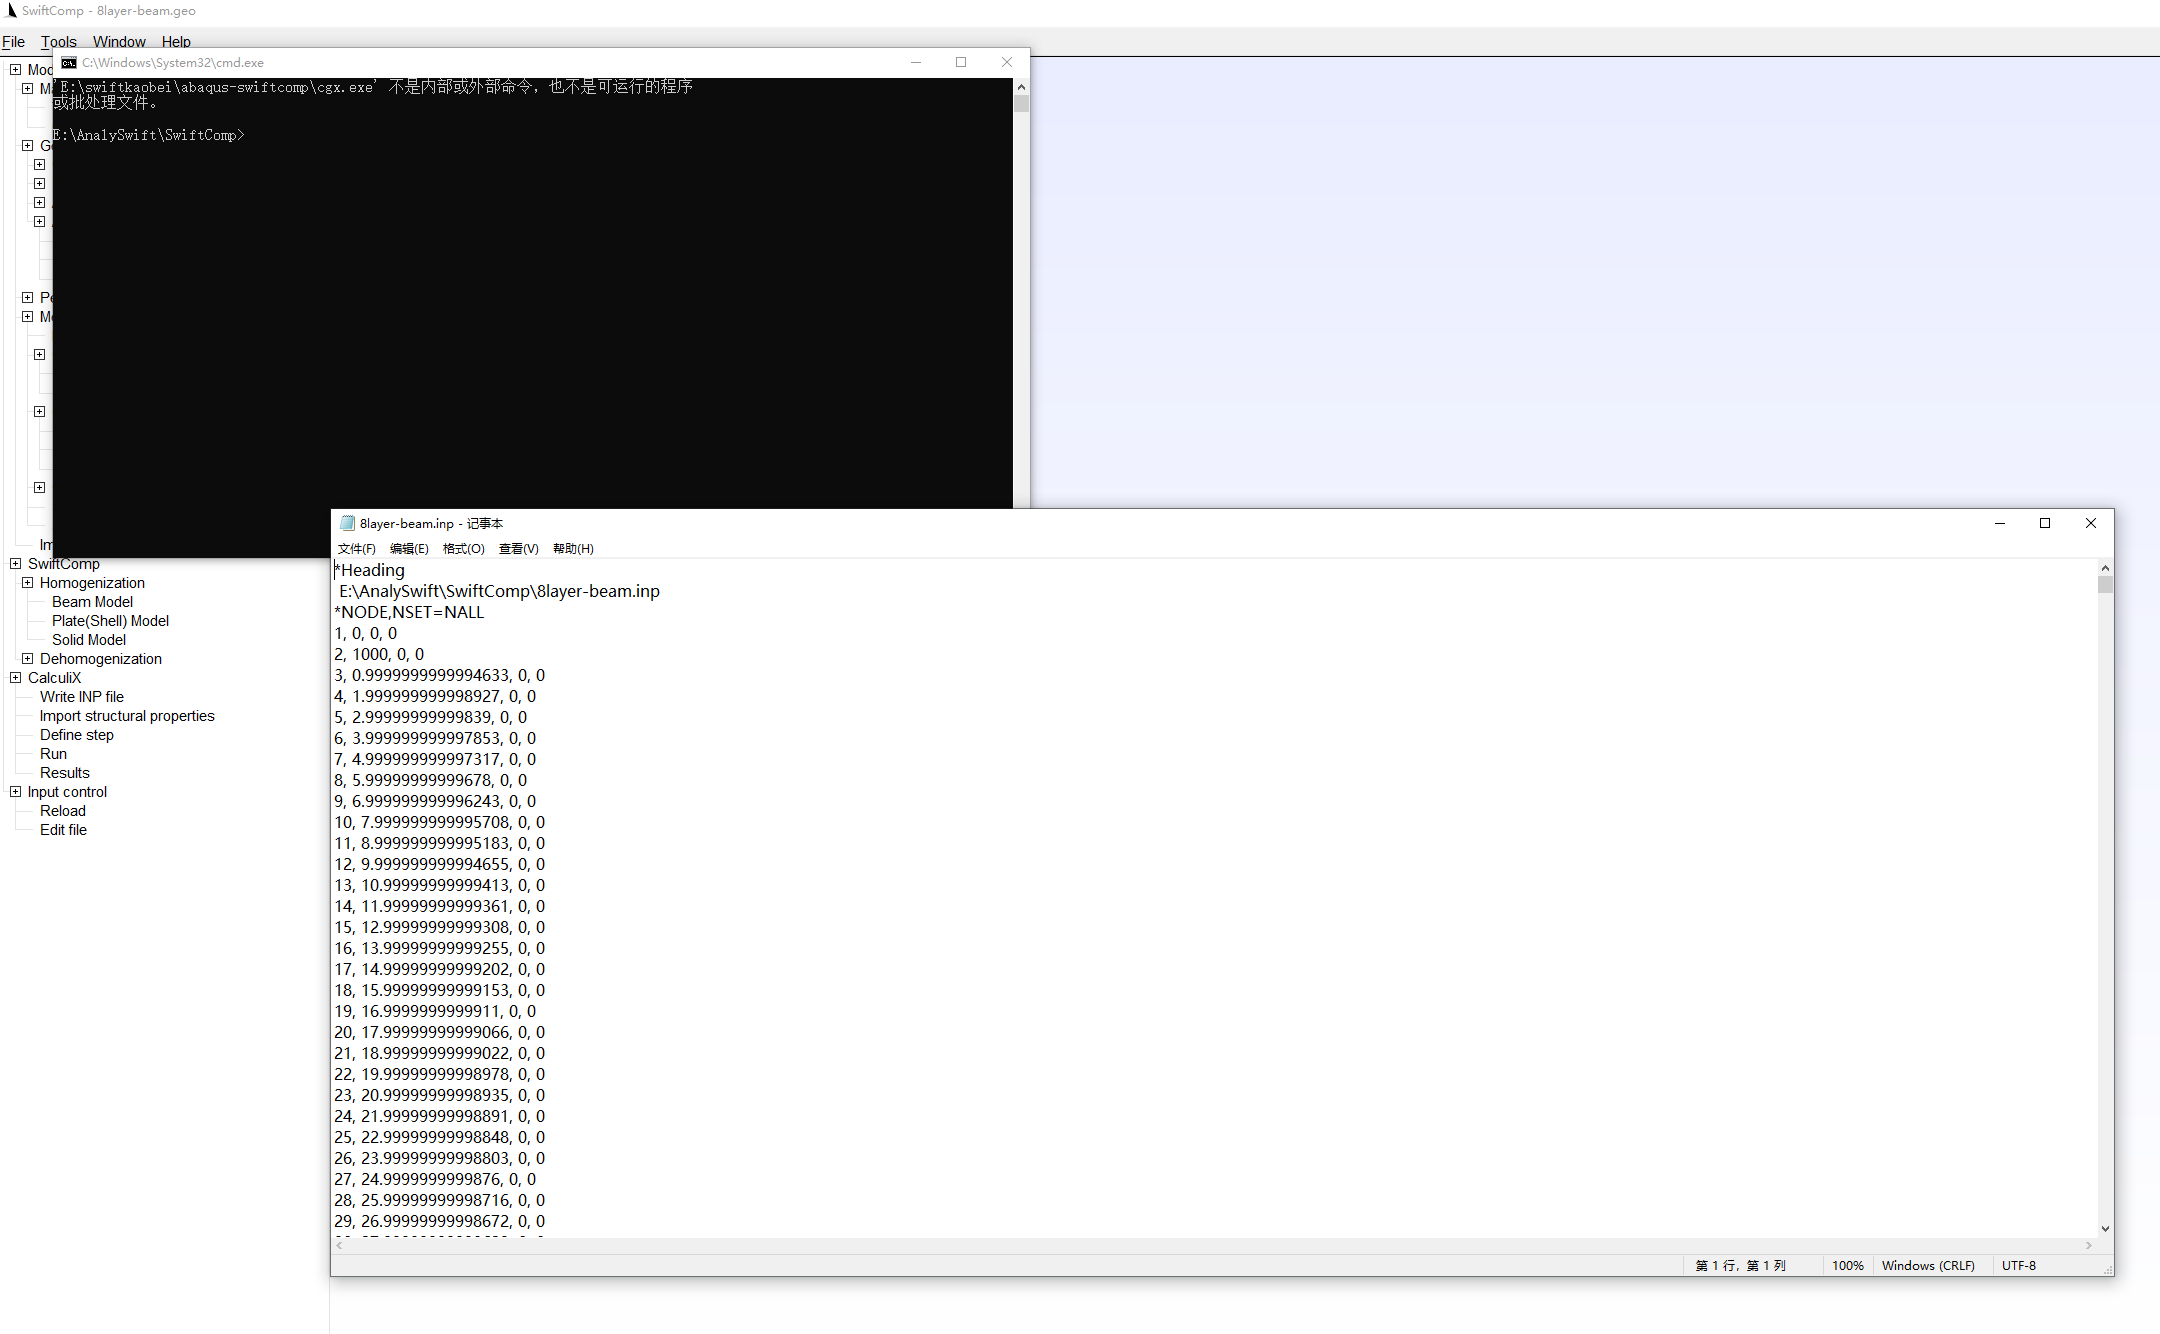 SwiftComp - 8layer-beam.geo
File Tools Window Help
C:\Windows\System32\cmd.exe
'E:\swiftkaobei\abaqus-swiftcomp\cgx.exe' 不是内部或外部命令，也不是可运行的程序
或批处理文件。
E:\AnalySwift\SwiftComp>
SwiftComp
Homogenization
Beam Model
Plate(Shell) Model
Solid Model
Dehomogenization
CalculiX
Write INP file
Import structural properties
Define step
Run
Results
Input control
Reload
Edit file
8layer-beam.inp - 记事本
文件(F) 编辑(E) 格式(O) 查看(V) 帮助(H)
*Heading
E:\AnalySwift\SwiftComp\8layer-beam.inp
*NODE,NSET=NALL
1, 0, 0, 0
2, 1000, 0, 0
3, 0.9999999999994633, 0, 0
4, 1.999999999998927, 0, 0
5, 2.99999999999839, 0, 0
6, 3.999999999997853, 0, 0
7, 4.999999999997317, 0, 0
8, 5.99999999999678, 0, 0
9, 6.999999999996243, 0, 0
10, 7.999999999995708, 0, 0
11, 8.999999999995183, 0, 0
12, 9.999999999994655, 0, 0
13, 10.99999999999413, 0, 0
14, 11.99999999999361, 0, 0
15, 12.99999999999308, 0, 0
16, 13.99999999999255, 0, 0
17, 14.99999999999202, 0, 0
18, 15.99999999999153, 0, 0
19, 16.9999999999911, 0, 0
20, 17.99999999999066, 0, 0
21, 18.99999999999022, 0, 0
22, 19.99999999998978, 0, 0
23, 20.99999999998935, 0, 0
24, 21.99999999998891, 0, 0
25, 22.99999999998848, 0, 0
26, 23.99999999998803, 0, 0
27, 24.9999999999876, 0, 0
28, 25.99999999998716, 0, 0
29, 26.99999999998672, 0, 0
第 1 行，第 1 列 100% Windows (CRLF) UTF-8